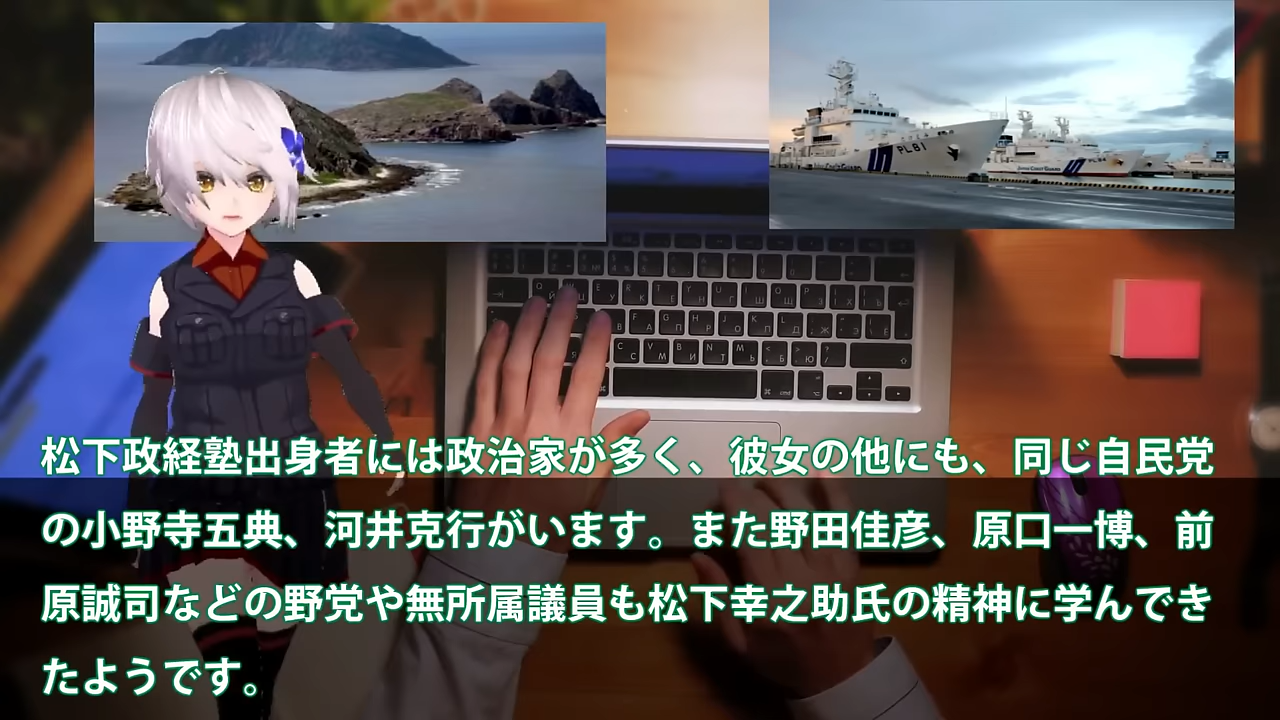 PL81
JAPAN COAST GUARD
松下政経塾出身者には政治家が多く、彼女の他にも、同じ自民党
の小野寺五典、河井克行がいます。また野田佳彦、原口一博、前
原誠司などの野党や無所属議員も松下幸之助氏の精神に学んでき
たようです。